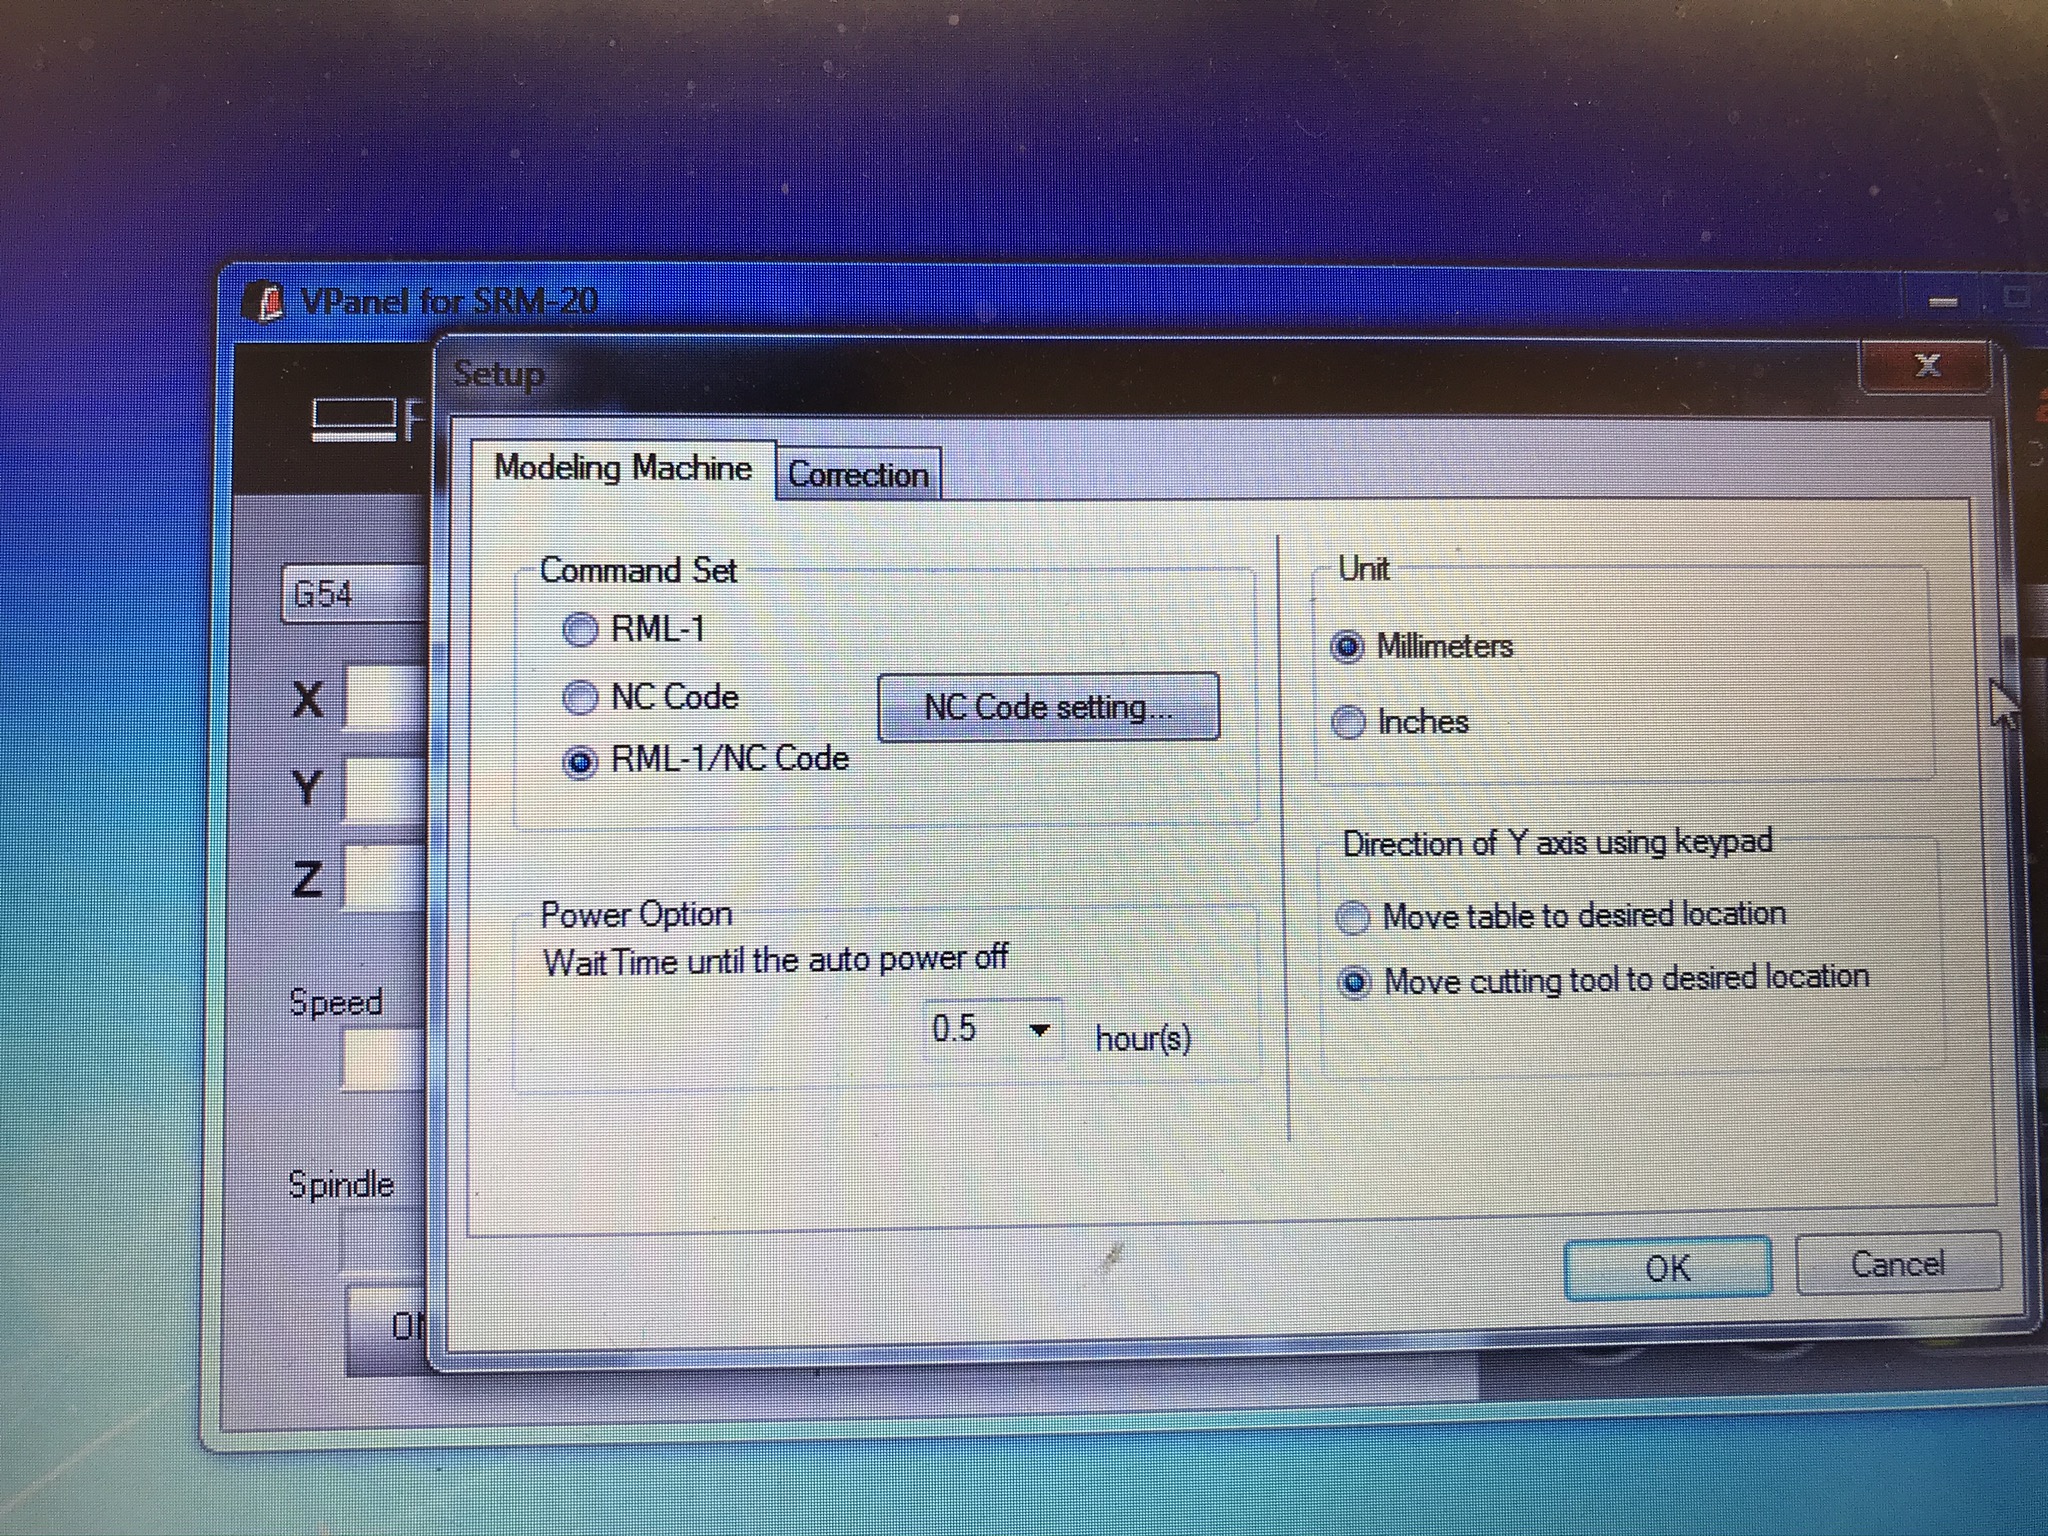 VPanel for SRM-20
Setup
X
Modeling Machine
Correction
G54
X
Y
Z
Speed
Spindle
Command Set
RML-1
NC Code
NC Code setting...
RML-1/NC Code
Power Option
Wait Time until the auto power off
0.5
hour(s)
Unit
Millimeters
Inches
Direction of Y axis using keypad
Move table to desired location
Move cutting tool to desired location
OK
Cancel